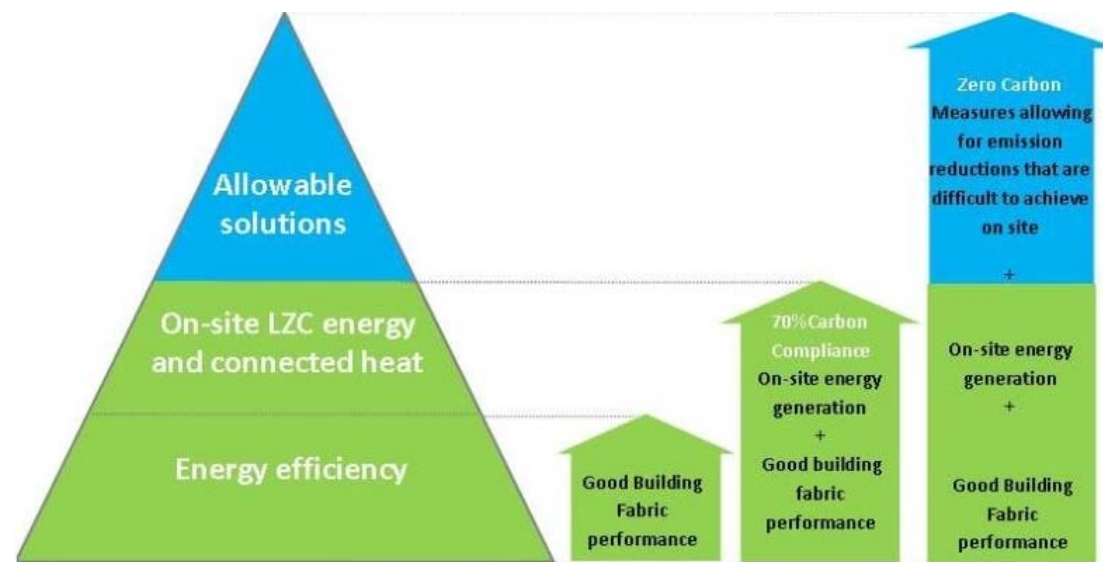 Allowable
solutions
On-site LZC energy
and connected heat
Energy efficiency
Good Building
Fabric
performance
70%Carbon
Compliance
On-site energy
generation
+
Good building
fabric
performance
Zero Carbon
Measures allowing
for emission
reductions that are
difficult to achieve
on site
+
On-site energy
generation
+
Good Building
Fabric
performance